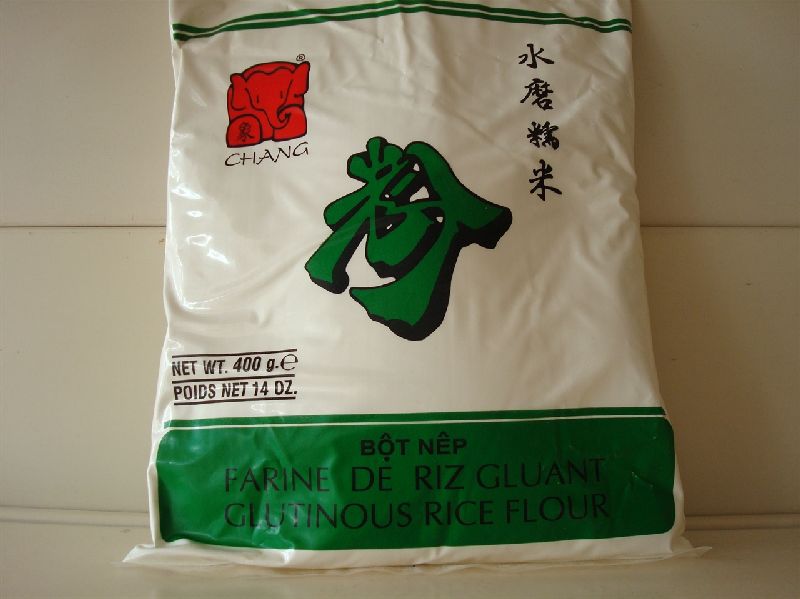 ®
象
CHANG
水磨糯米
粉
NET WT. 400 g.℮
POIDS NET 14 OZ.
BỘT NÊP
FARINE DE RIZ GLUANT
GLUTINOUS RICE FLOUR